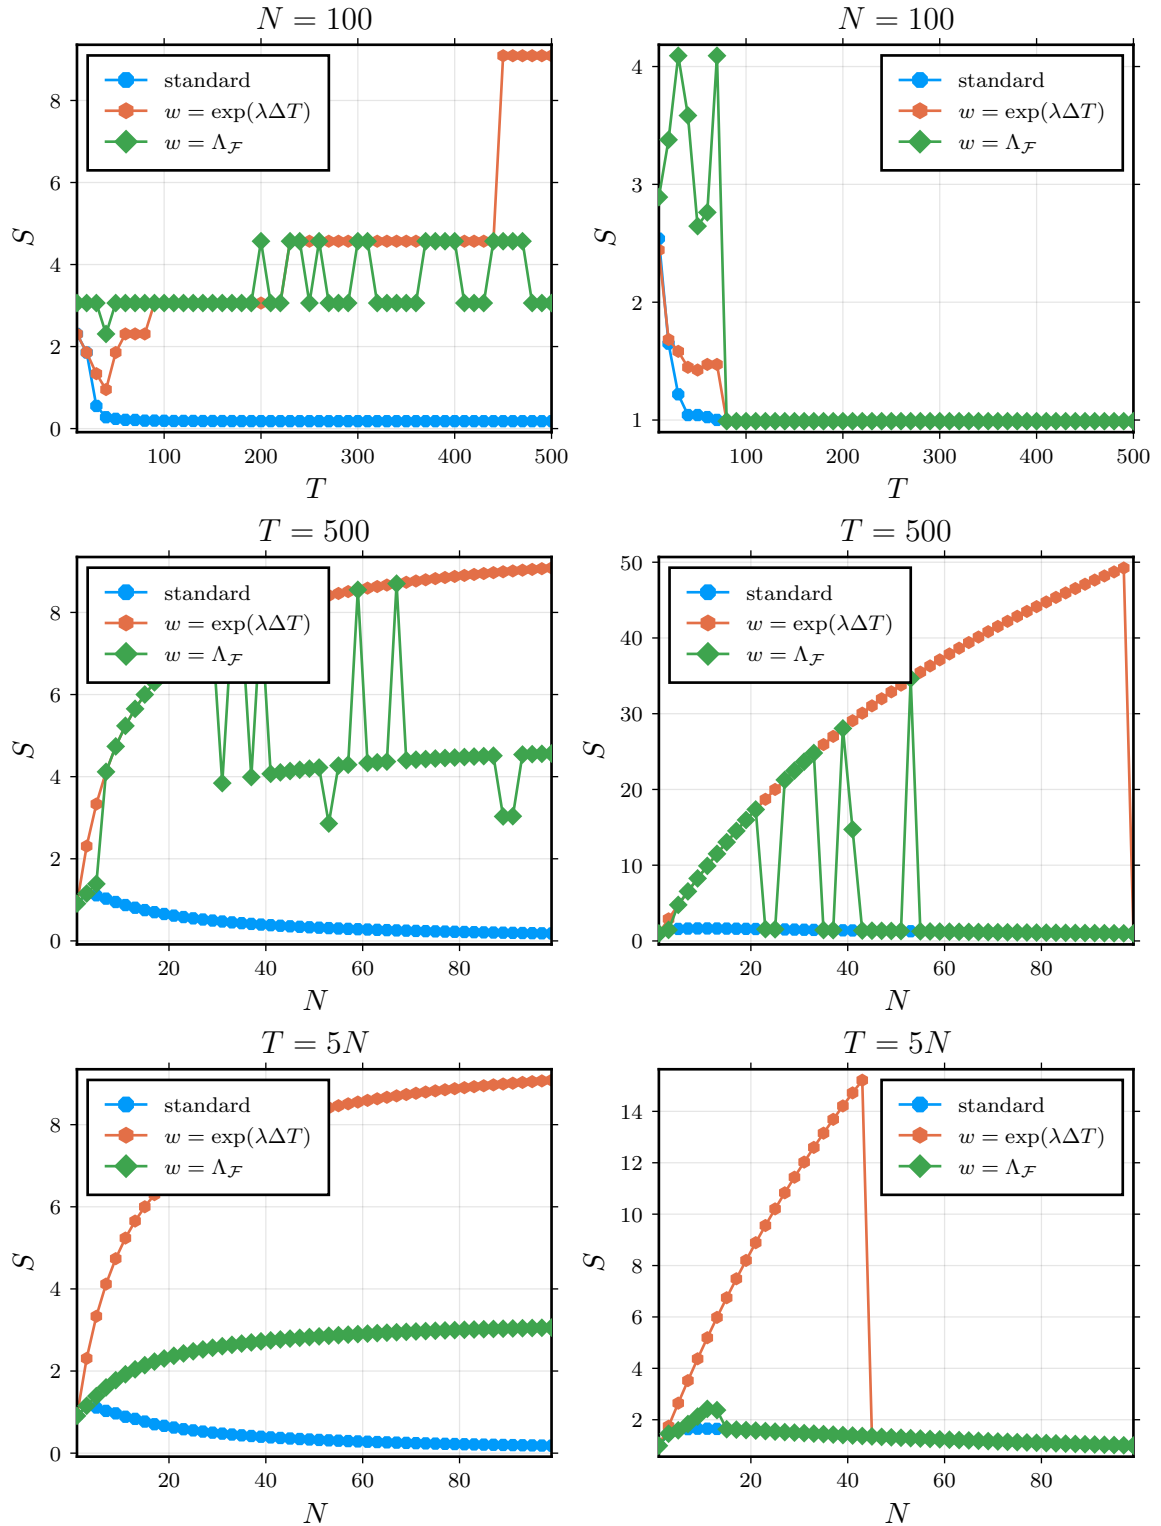 N = 100
S
8
6
4
2
0
standard
w = exp(λΔT)
w = Λ_F
100 200 300 400 500
T
N = 100
S
4
3
2
1
standard
w = exp(λΔT)
w = Λ_F
100 200 300 400 500
T
T = 500
S
8
6
4
2
0
standard
w = exp(λΔT)
w = Λ_F
20 40 60 80
N
T = 500
S
50
40
30
20
10
0
standard
w = exp(λΔT)
w = Λ_F
20 40 60 80
N
T = 5N
S
8
6
4
2
0
standard
w = exp(λΔT)
w = Λ_F
20 40 60 80
N
T = 5N
S
14
12
10
8
6
4
2
standard
w = exp(λΔT)
w = Λ_F
20 40 60 80
N